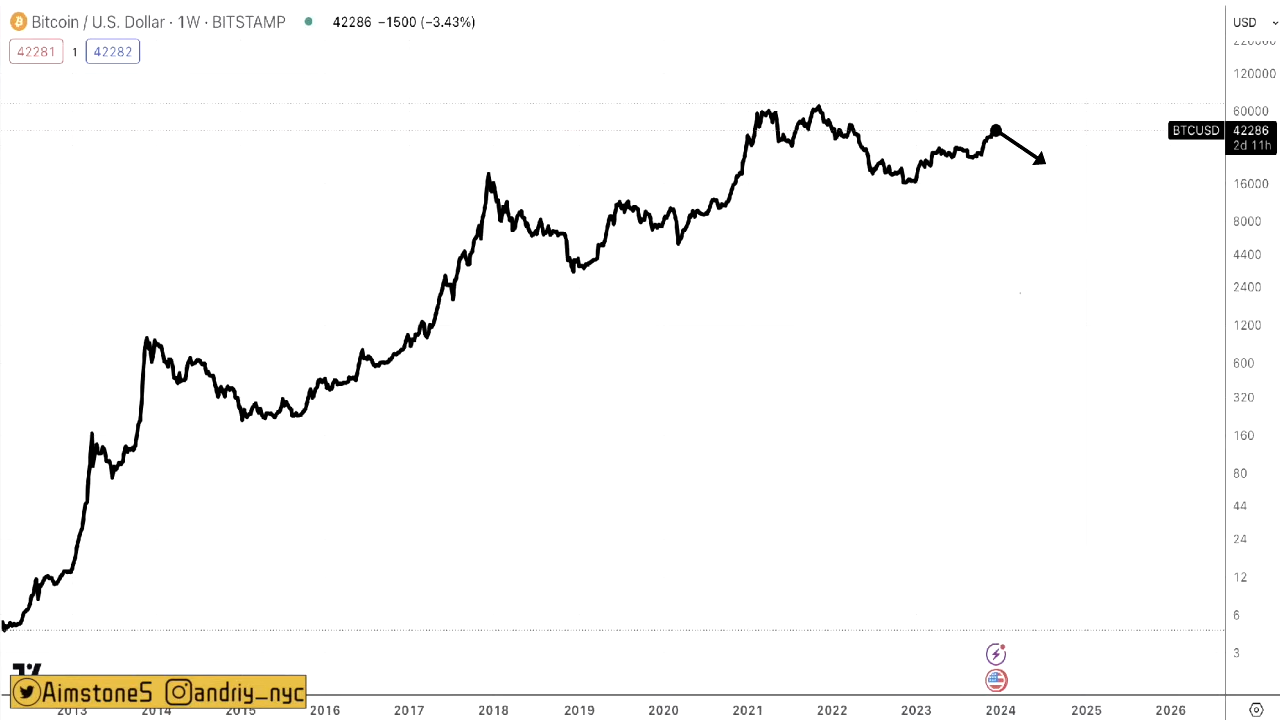 Bitcoin / U.S. Dollar · 1W · BITSTAMP 42286 −1500 (−3.43%)
USD
42281 1 42282
220000
120000
60000
BTCUSD 42286
2d 11h
16000
8000
4400
2400
1200
600
320
160
80
44
24
12
6
3
Aimstone5 andriy_nyc
2013 2014 2015 2016 2017 2018 2019 2020 2021 2022 2023 2024 2025 2026